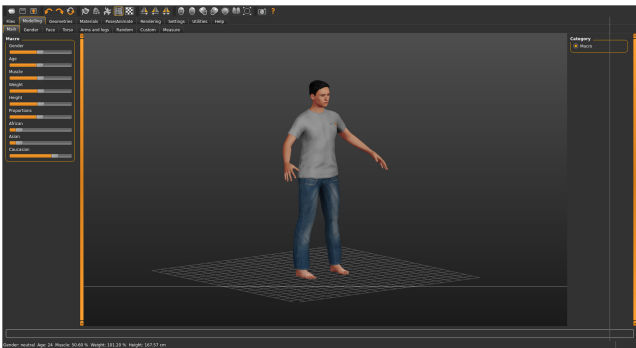 Files Modelling Geometries Materials Pose/Animate Rendering Settings Utilities Help
Main Gender Face Torso Arms and legs Random Custom Measure
Macro
Gender
Age
Muscle
Weight
Height
Proportions
African
Asian
Caucasian
Category
Macro
Gender: neutral Age: 24 Muscle: 50.60 % Weight: 101.20 % Height: 167.57 cm